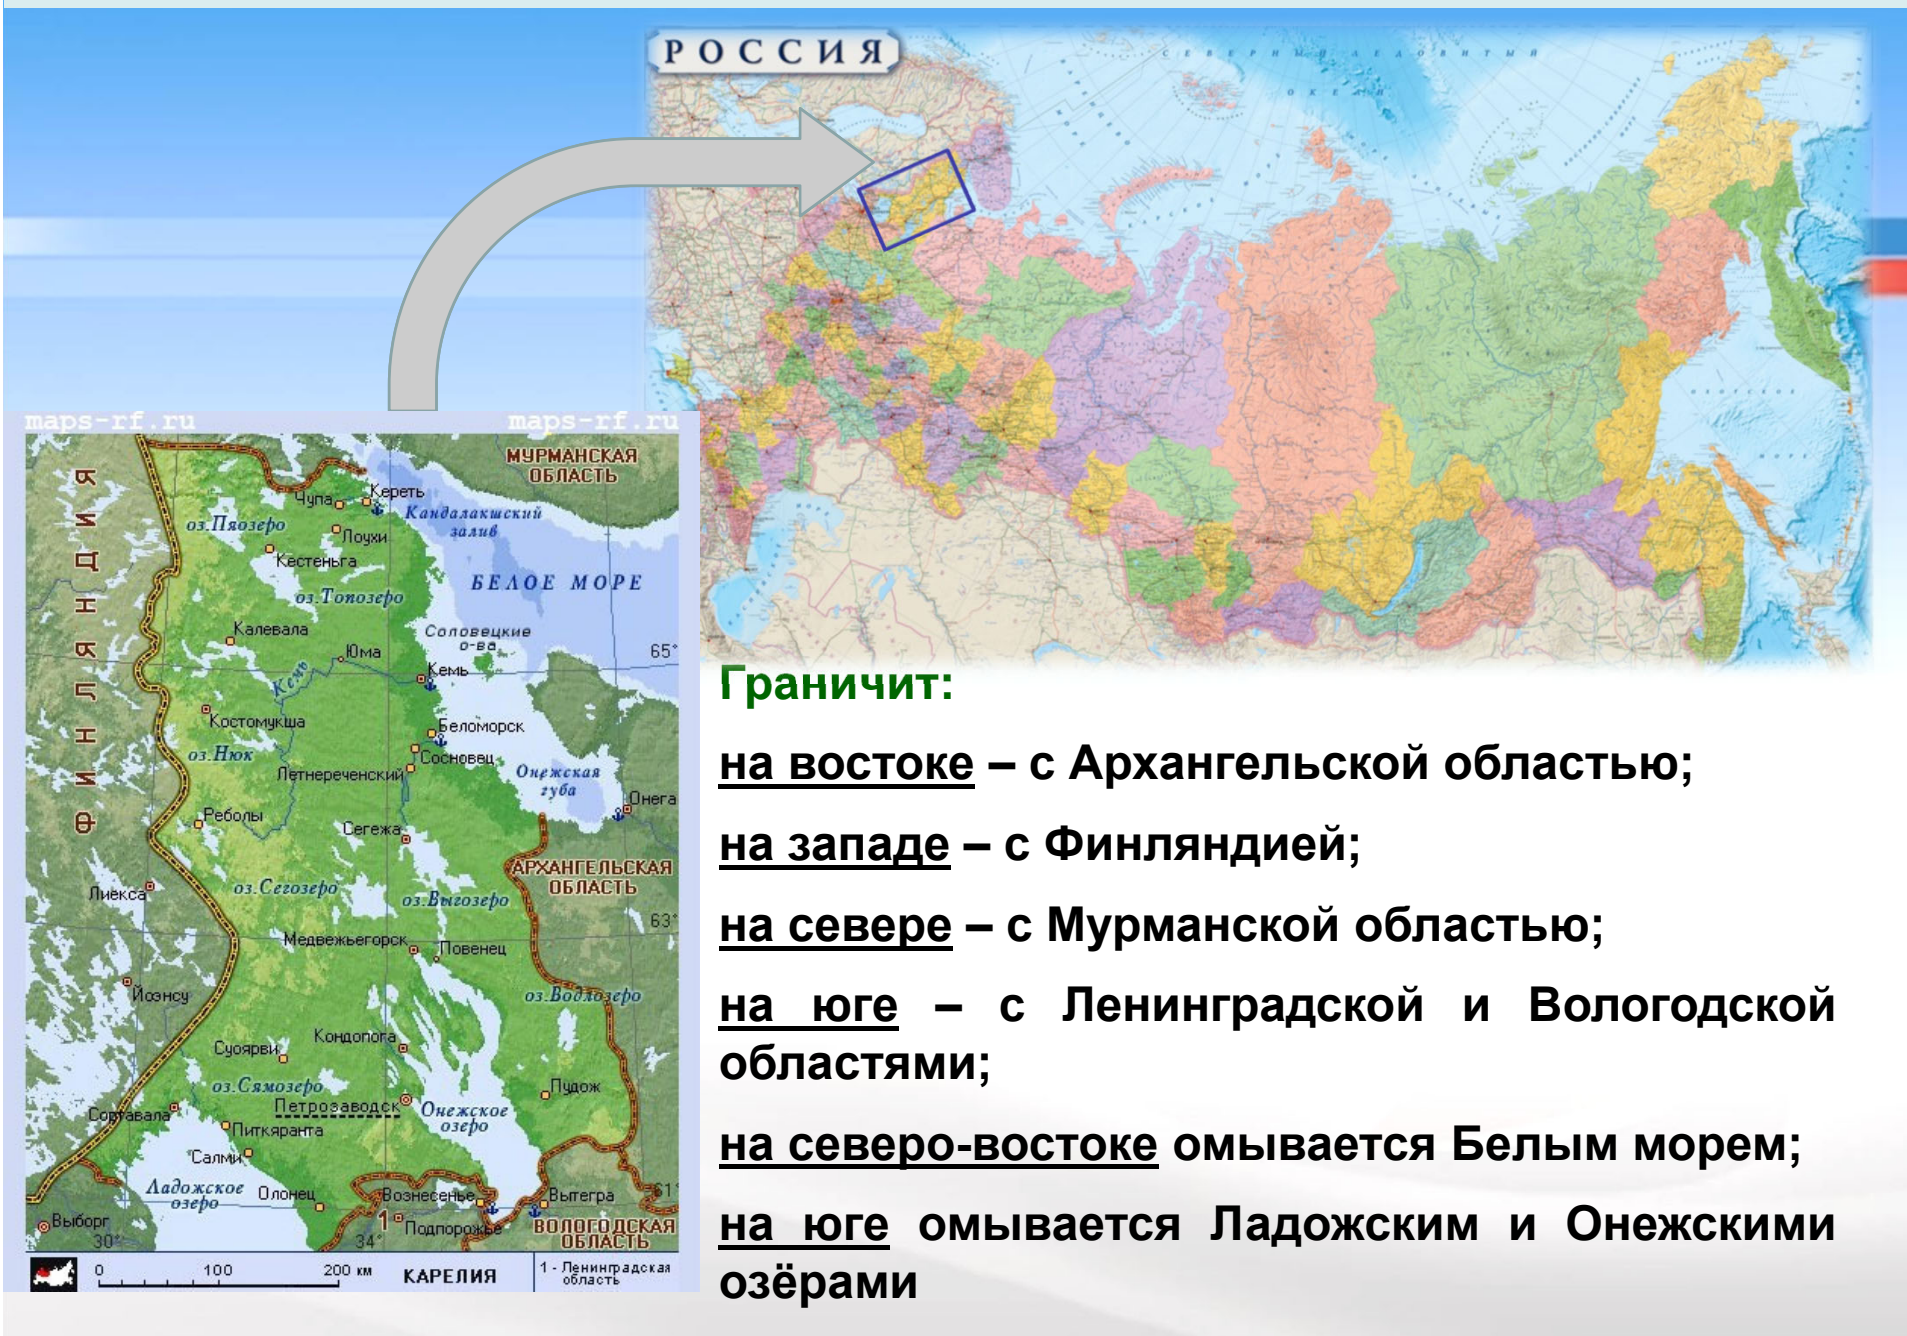 РОССИЯ
СЕВЕРНЫЙ ЛЕДОВИТЫЙ
ОКЕАН
maps-rf.ru maps-rf.ru
МУРМАНСКАЯ
ОБЛАСТЬ
ФИНЛЯНДИЯ
Чупа
Кереть
Кандалакшский
залив
оз.Пяозеро
Лоухи
Кестеньга
БЕЛОЕ МОРЕ
оз.Топозеро
Калевала
Соловецкие
о-ва
Юма
65°
Кемь
Кемь
Костомукша
Беломорск
оз.Нюк
Сосновец
Летнереченский
Онежская
губа
Онега
Реболы
Сегежа
АРХАНГЕЛЬСКАЯ
ОБЛАСТЬ
Лиекса
оз.Сегозеро
оз.Выгозеро
63°
Медвежьегорск
Повенец
Йоэнсу
оз.Водлозеро
Кондопога
Суоярви
оз.Сямозеро
Пудож
Сортавала
Петрозаводск
Онежское
озеро
Питкяранта
Салми
Ладожское
озеро
Олонец
Вознесенье
Вытегра
61°
Выборг
30°
1
34°
Подпорожье
ВОЛОГОДСКАЯ
ОБЛАСТЬ
0 100 200 км
КАРЕЛИЯ
1 - Ленинградская
область
Граничит:
на востоке – с Архангельской областью;
на западе – с Финляндией;
на севере – с Мурманской областью;
на юге – с Ленинградской и Вологодской
областями;
на северо-востоке омывается Белым морем;
на юге омывается Ладожским и Онежскими
озёрами